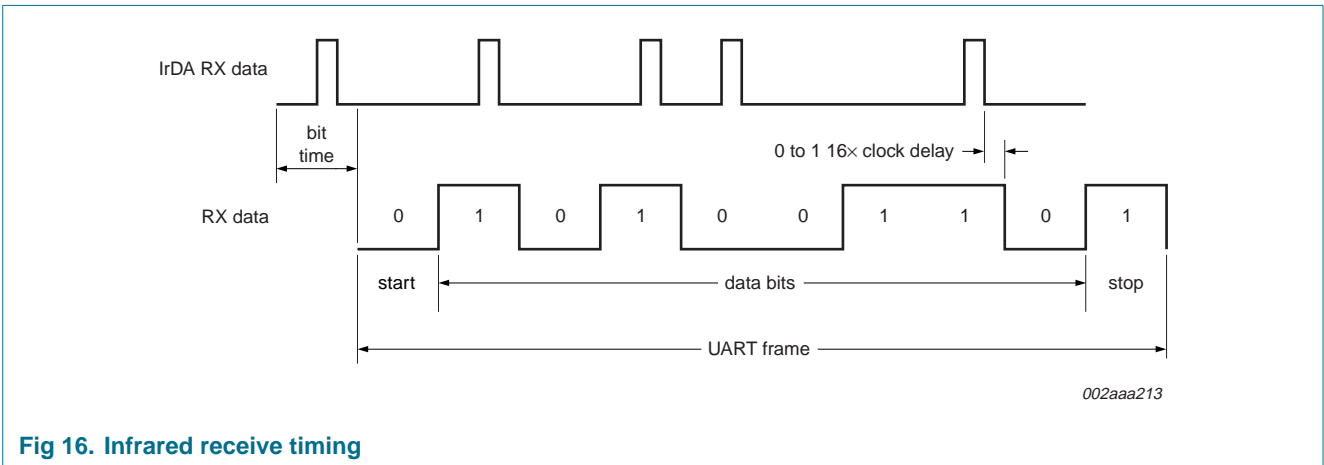 IrDA RX data
bit
time
0 to 1 16× clock delay
RX data
0 1 0 1 0 0 1 1 0 1
start
data bits
stop
UART frame
002aaa213
Fig 16. Infrared receive timing